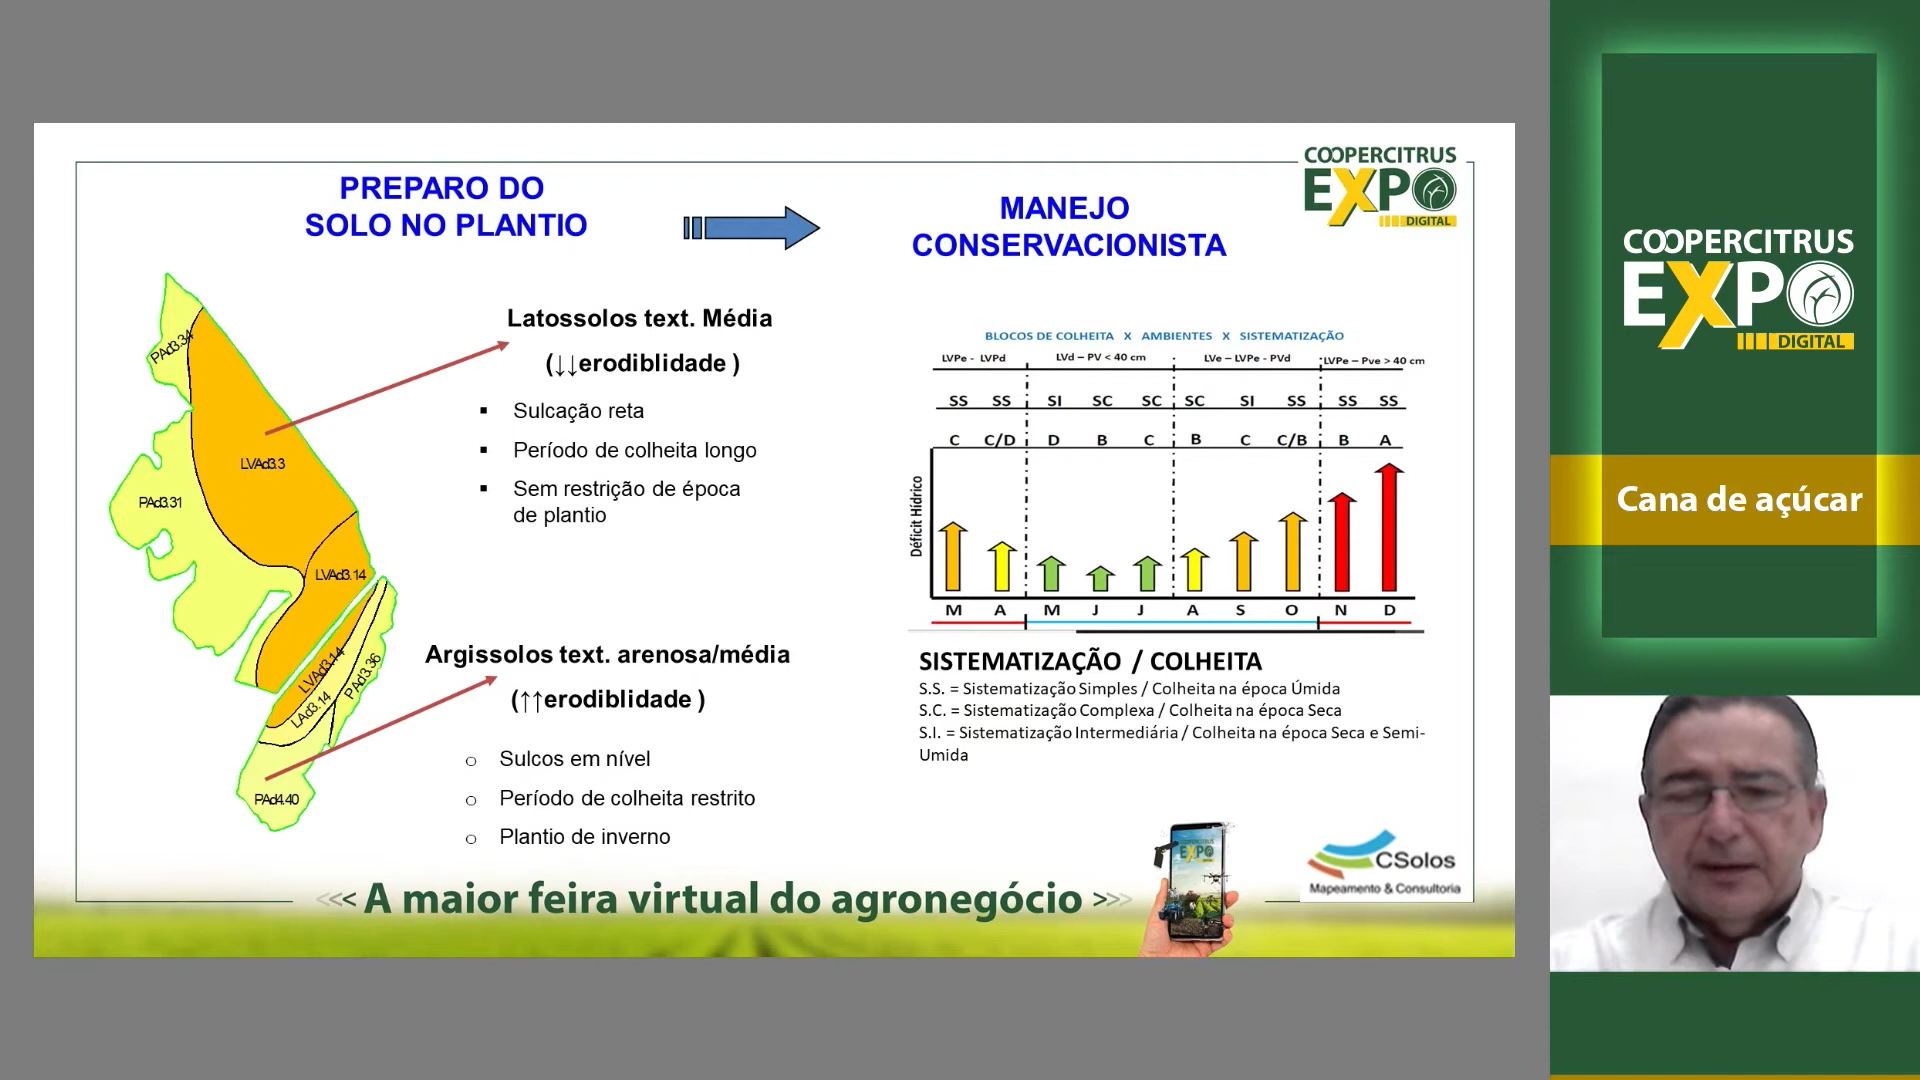 PREPARO DO
SOLO NO PLANTIO
MANEJO
CONSERVACIONISTA
COOPERCITRUS
EXPO
DIGITAL
PAd3.34
LVAd3.3
PAd3.31
LVAd3.14
LVAd3.14
LAd3.14
PAd3.36
PAd4.40
Latossolos text. Média
(↓↓erodiblidade )
▪ Sulcação reta
▪ Período de colheita longo
▪ Sem restrição de época
de plantio
Argissolos text. arenosa/média
(↑↑erodiblidade )
o Sulcos em nível
o Período de colheita restrito
o Plantio de inverno
BLOCOS DE COLHEITA X AMBIENTES X SISTEMATIZAÇÃO
LVPe - LVPd LVd – PV < 40 cm LVe – LVPe - PVd LVPe – Pve > 40 cm
SS SS SI SC SC SC SI SS SS SS
C C/D D B C B C C/B B A
Déficit Hídrico
M A M J J A S O N D
SISTEMATIZAÇÃO / COLHEITA
S.S. = Sistematização Simples / Colheita na época Úmida
S.C. = Sistematização Complexa / Colheita na época Seca
S.I. = Sistematização Intermediária / Colheita na época Seca e Semi-
Umida
<<< A maior feira virtual do agronegócio >>>
EXPO
CSolos
Mapeamento & Consultoria
COOPERCITRUS
EXPO
DIGITAL
Cana de açúcar